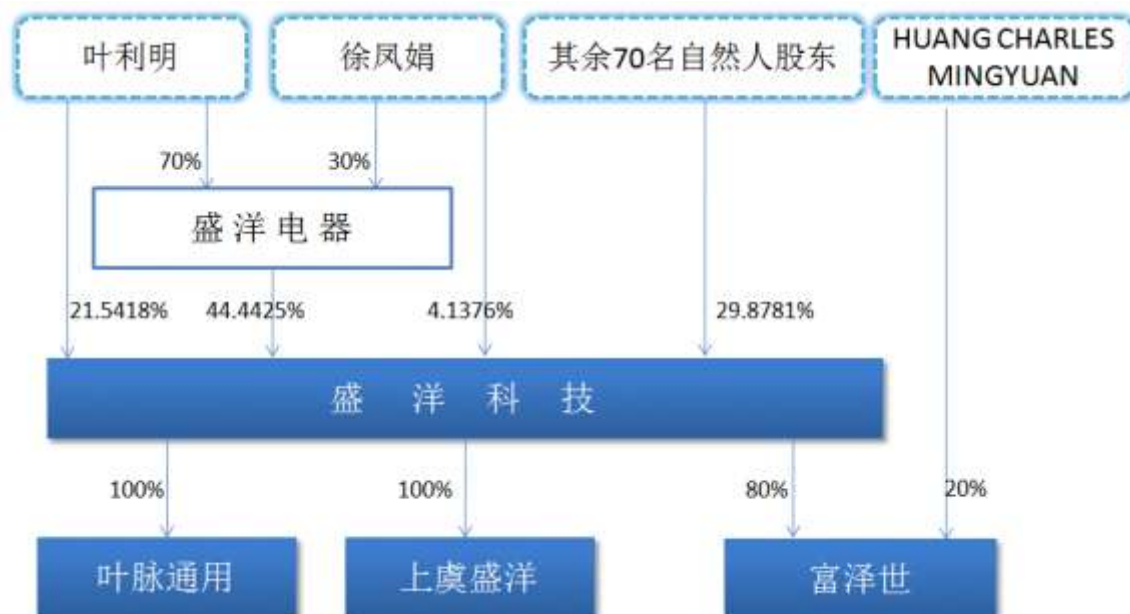 叶利明
徐凤娟
其余70名自然人股东
HUANG CHARLES
MINGYUAN
70%
30%
盛洋电器
21.5418%
44.4425%
4.1376%
29.8781%
盛洋科技
100%
100%
80%
20%
叶脉通用
上虞盛洋
富泽世